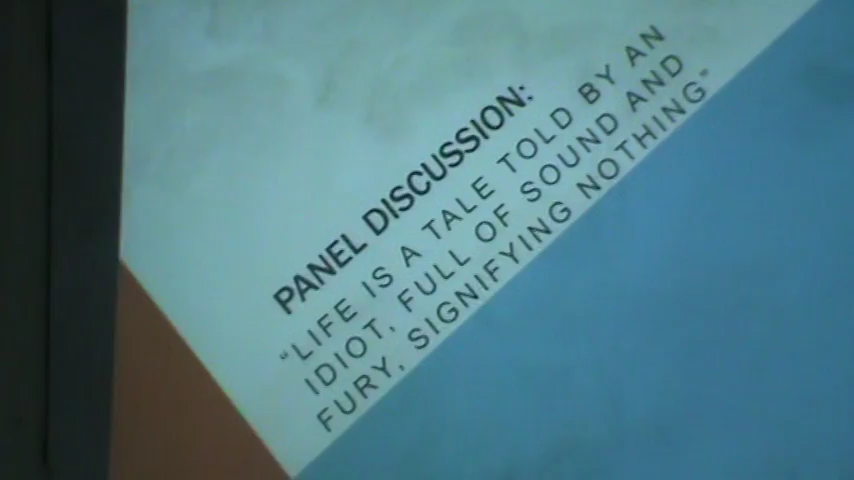 PANEL DISCUSSION:
"LIFE IS A TALE TOLD BY AN
IDIOT, FULL OF SOUND AND
FURY, SIGNIFYING NOTHING"